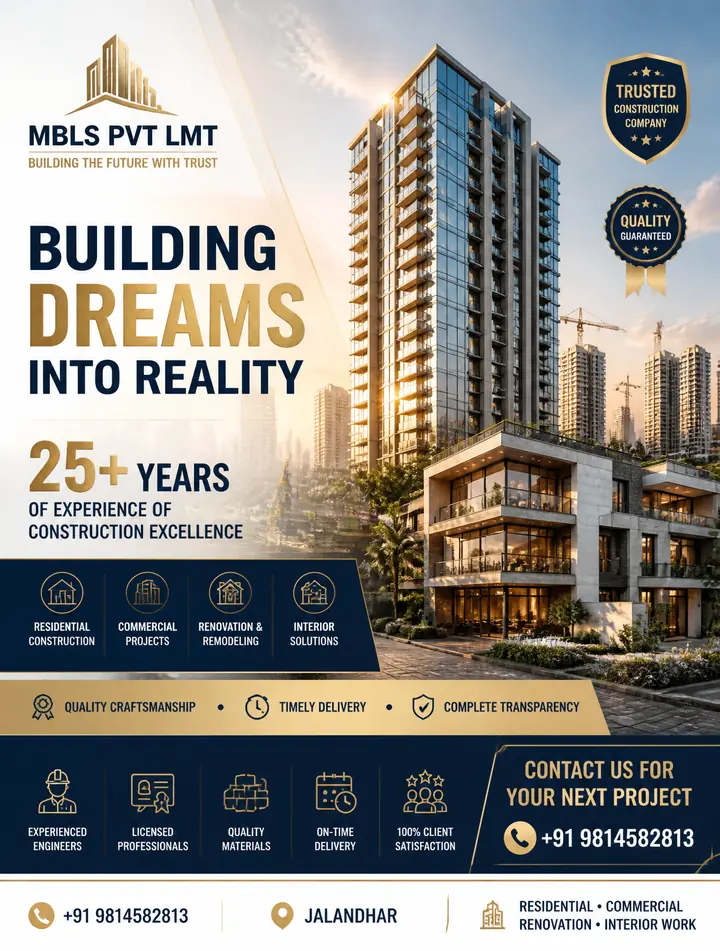 MBLS PVT LMT
BUILDING THE FUTURE WITH TRUST
TRUSTED
CONSTRUCTION
COMPANY
QUALITY
GUARANTEED
BUILDING
DREAMS
INTO REALITY
25+ YEARS
OF EXPERIENCE OF
CONSTRUCTION EXCELLENCE
RESIDENTIAL
CONSTRUCTION
COMMERCIAL
PROJECTS
RENOVATION &
REMODELING
INTERIOR
SOLUTIONS
QUALITY CRAFTSMANSHIP • TIMELY DELIVERY • COMPLETE TRANSPARENCY
EXPERIENCED
ENGINEERS
LICENSED
PROFESSIONALS
QUALITY
MATERIALS
ON-TIME
DELIVERY
100% CLIENT
SATISFACTION
CONTACT US FOR
YOUR NEXT PROJECT
+91 9814582813
+91 9814582813
JALANDHAR
RESIDENTIAL • COMMERCIAL
RENOVATION • INTERIOR WORK